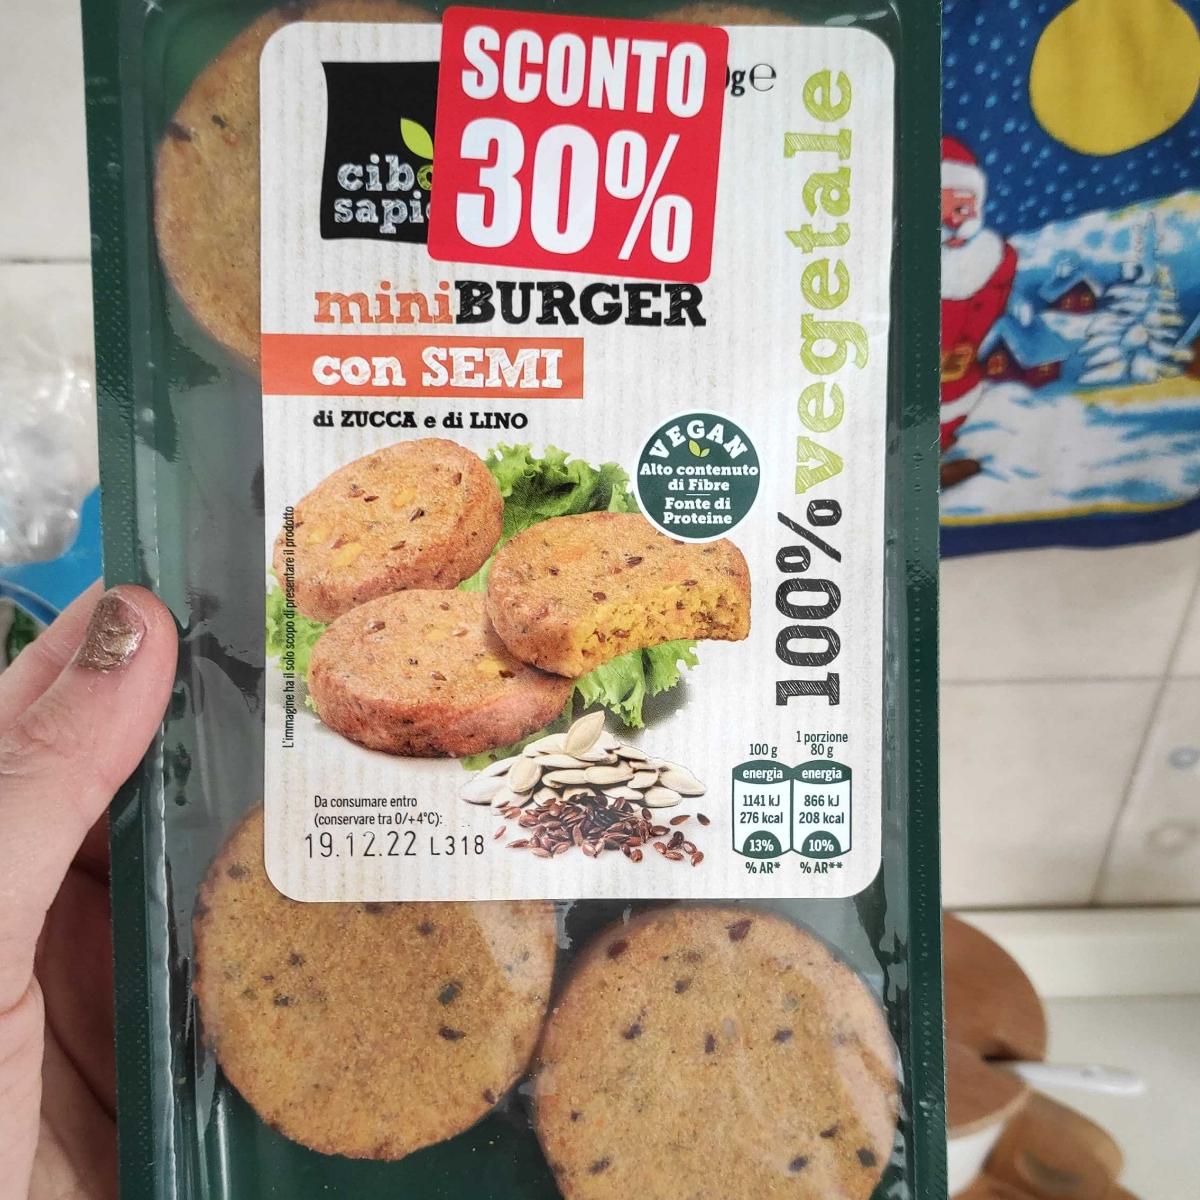 SCONTO
30%
g e
cibo
sapi
miniBURGER
con SEMI
di ZUCCA e di LINO
VEGAN
Alto contenuto
di Fibre
Fonte di
Proteine
100% vegetale
L'immagine ha il solo scopo di presentare il prodotto
Da consumare entro
(conservare tra 0/+4°C):
19.12.22 L318
100 g
energia
1141 kJ
276 kcal
13%
% AR*
1 porzione
80 g
energia
866 kJ
208 kcal
10%
% AR**